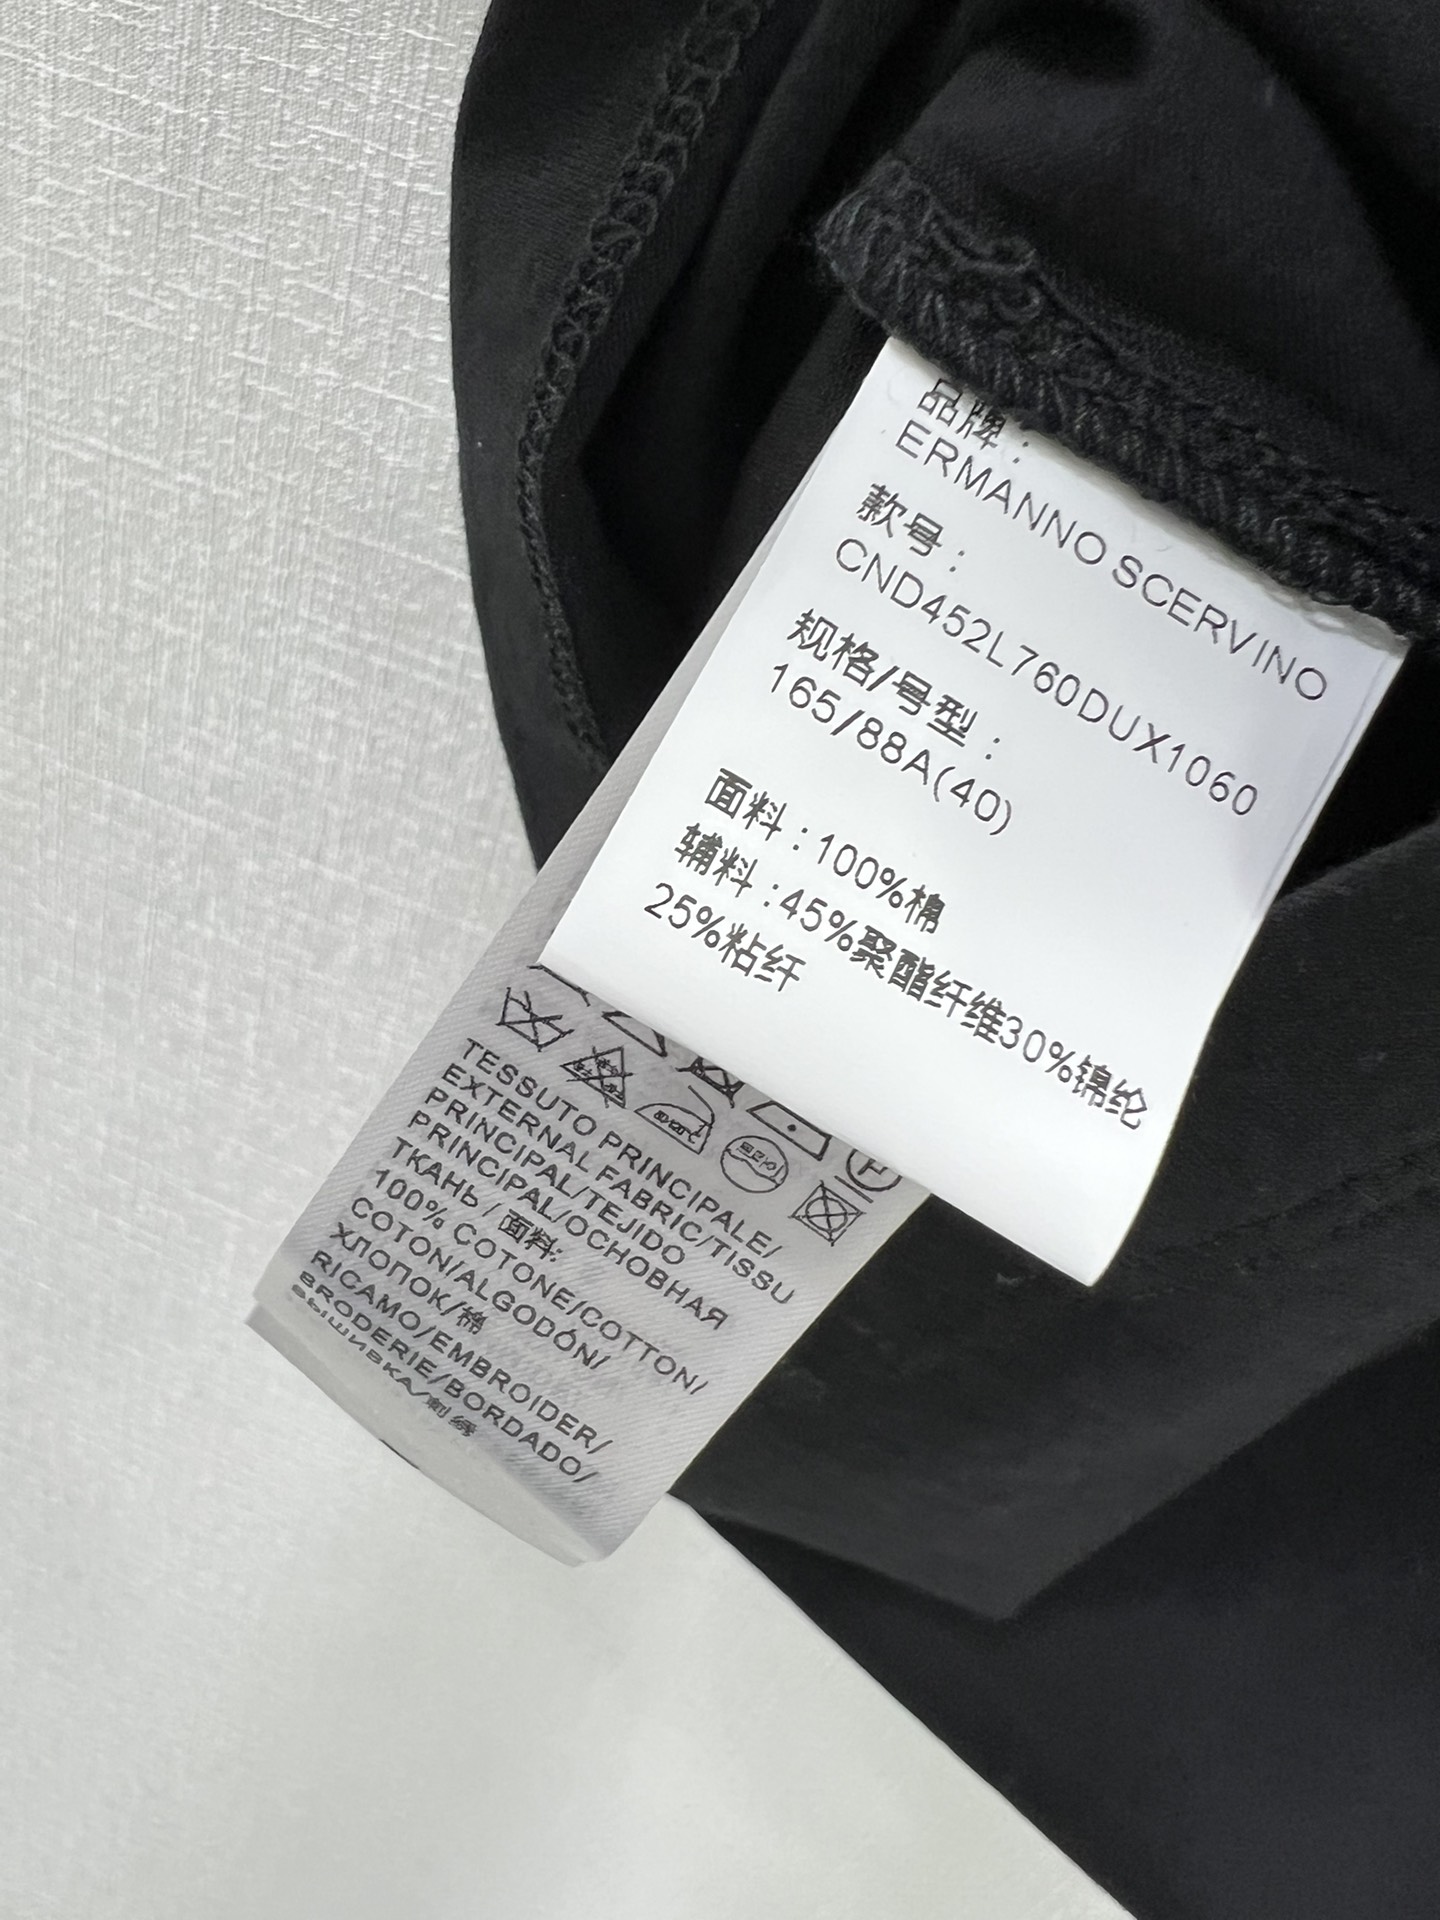 品牌：
ERMANNO SCERVINO
款号：
CND452L760DUX1060
规格/号型：
165/88A(40)
面料：100%棉
辅料：45%聚酯纤维30%锦纶
25%粘纤
TESSUTO PRINCIPALE/
EXTERNAL FABRIC/TISSU
PRINCIPAL/TEJIDO
PRINCIPAL/ОСНОВНАЯ
ТКАНЬ / 面料:
100% COTONE/COTTON/
COTON/ALGODÓN/
ХЛОПОК/棉
RICAMO/EMBROIDER/
BRODERIE/BORDADO/
ВЫШИВКА/刺绣